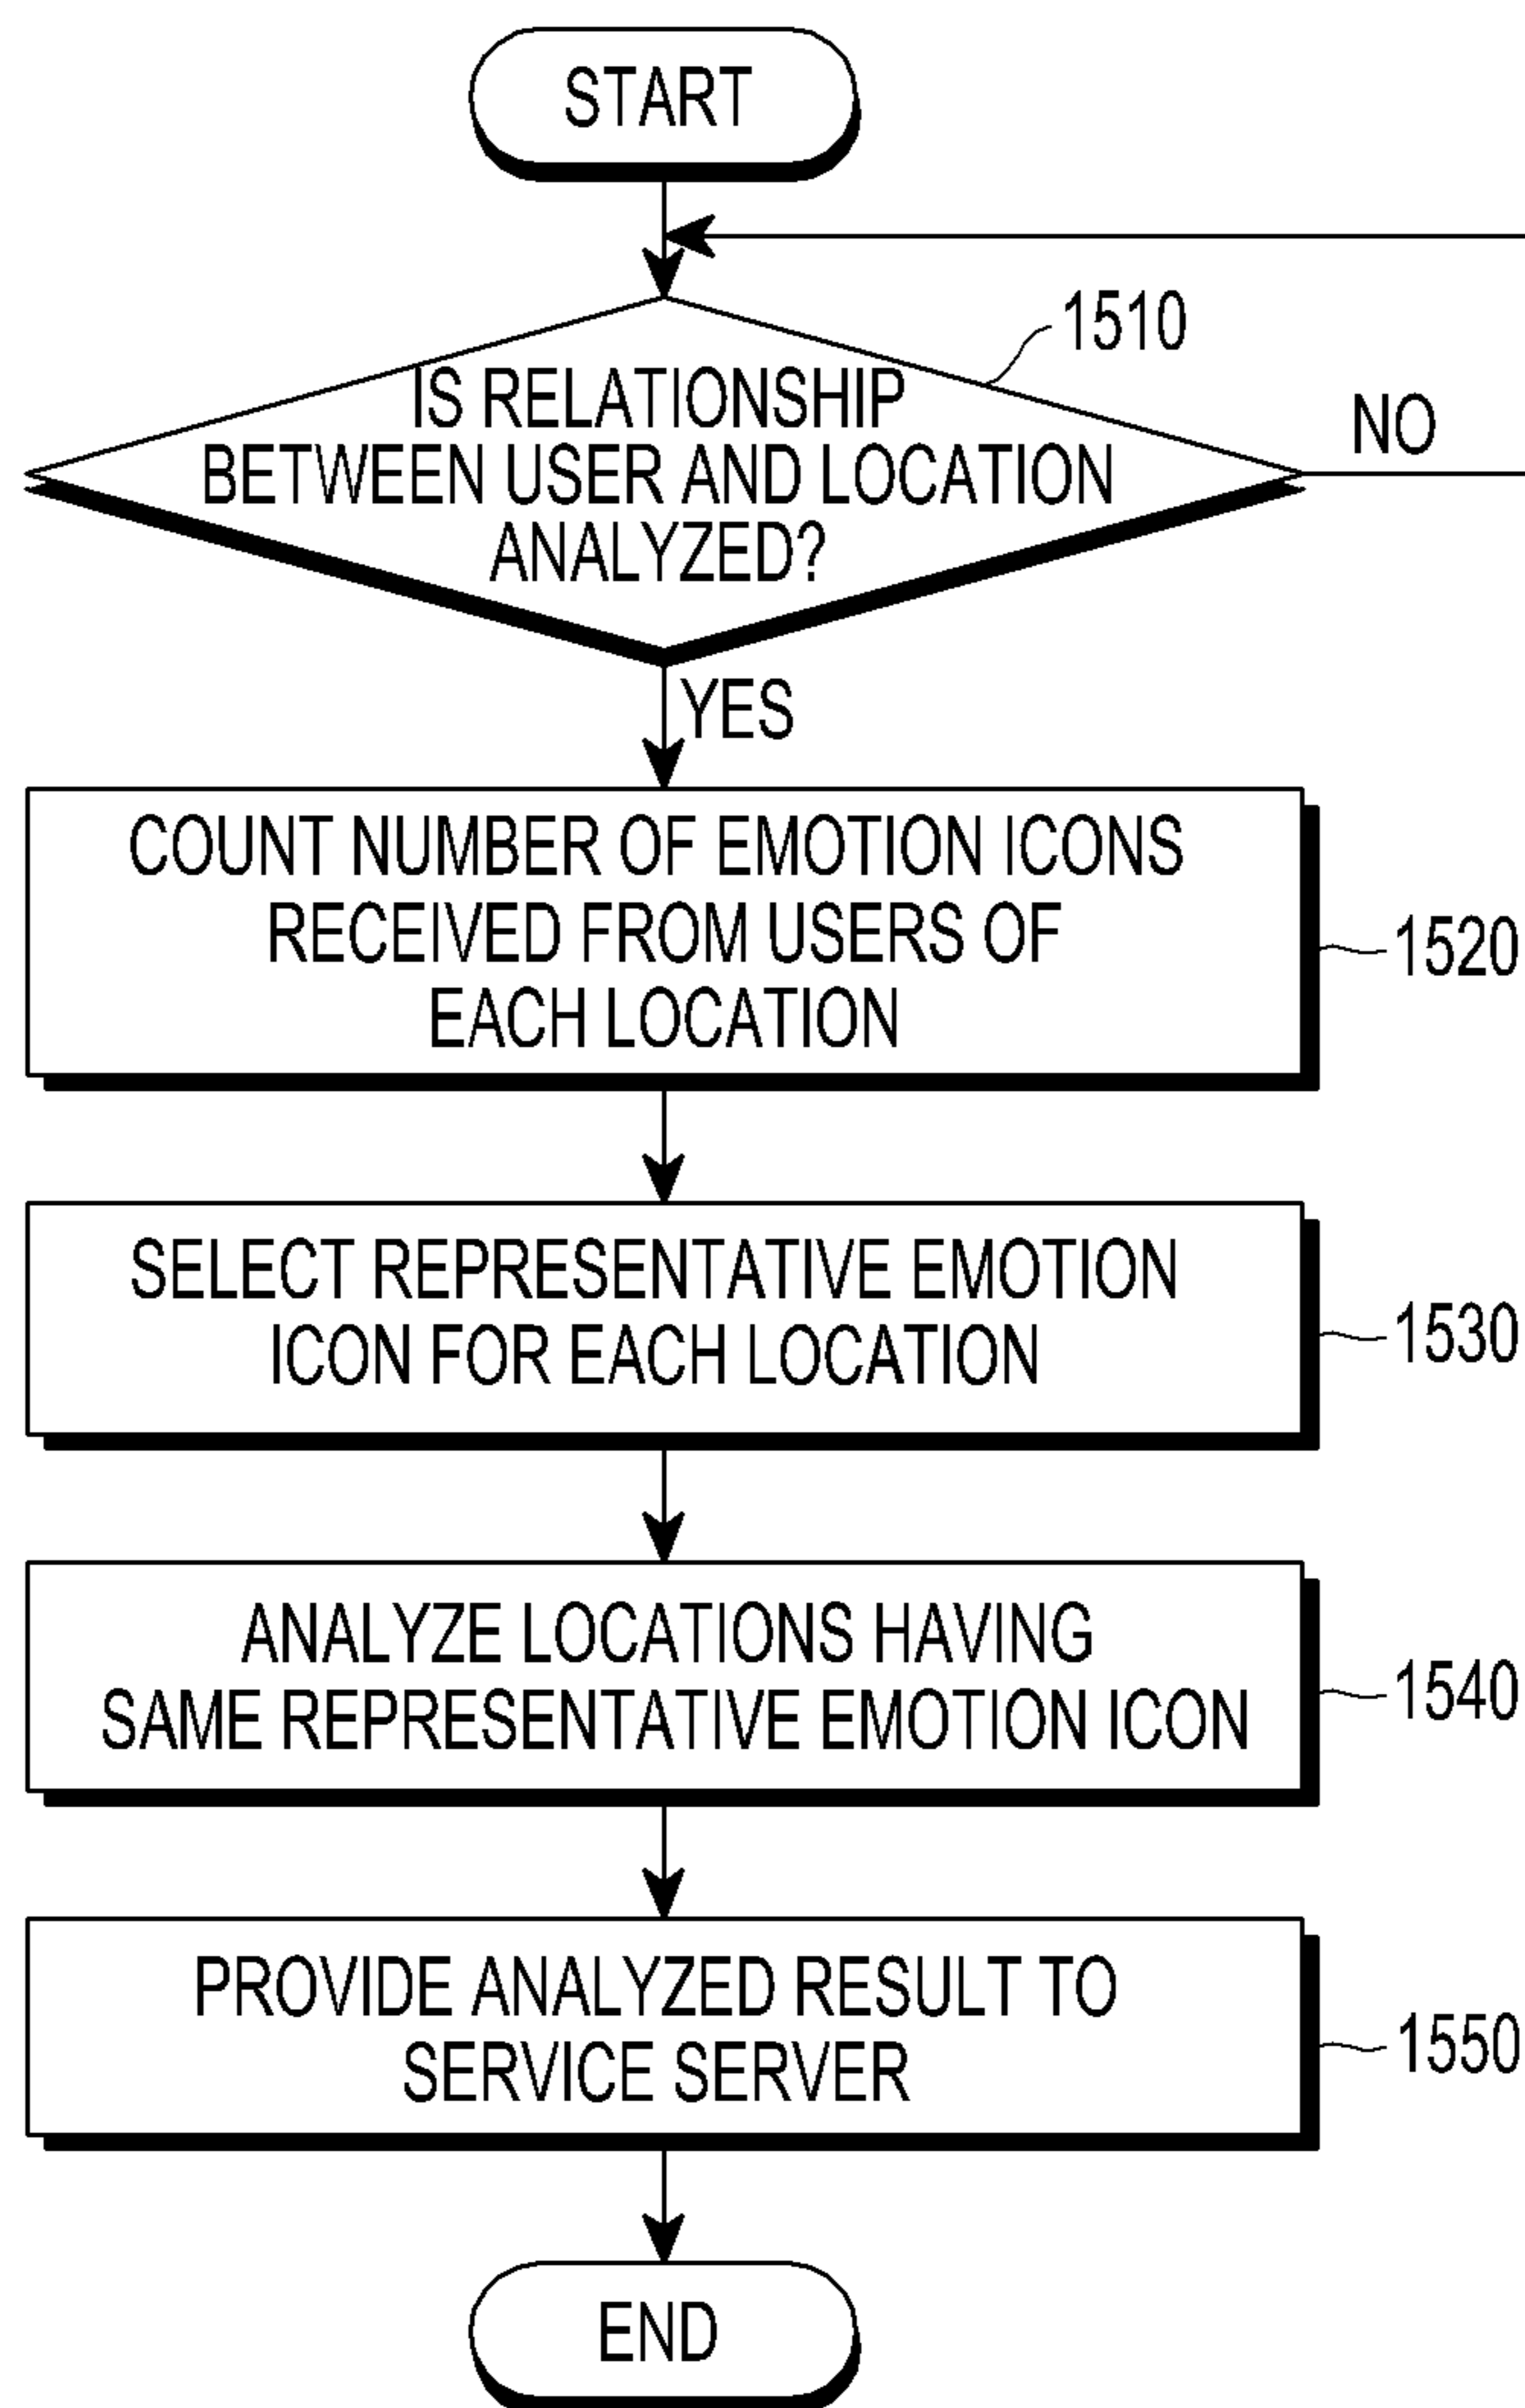 START
1510
IS RELATIONSHIP
BETWEEN USER AND LOCATION
ANALYZED?
NO
YES
COUNT NUMBER OF EMOTION ICONS
RECEIVED FROM USERS OF
EACH LOCATION
1520
SELECT REPRESENTATIVE EMOTION
ICON FOR EACH LOCATION
1530
ANALYZE LOCATIONS HAVING
SAME REPRESENTATIVE EMOTION ICON
1540
PROVIDE ANALYZED RESULT TO
SERVICE SERVER
1550
END